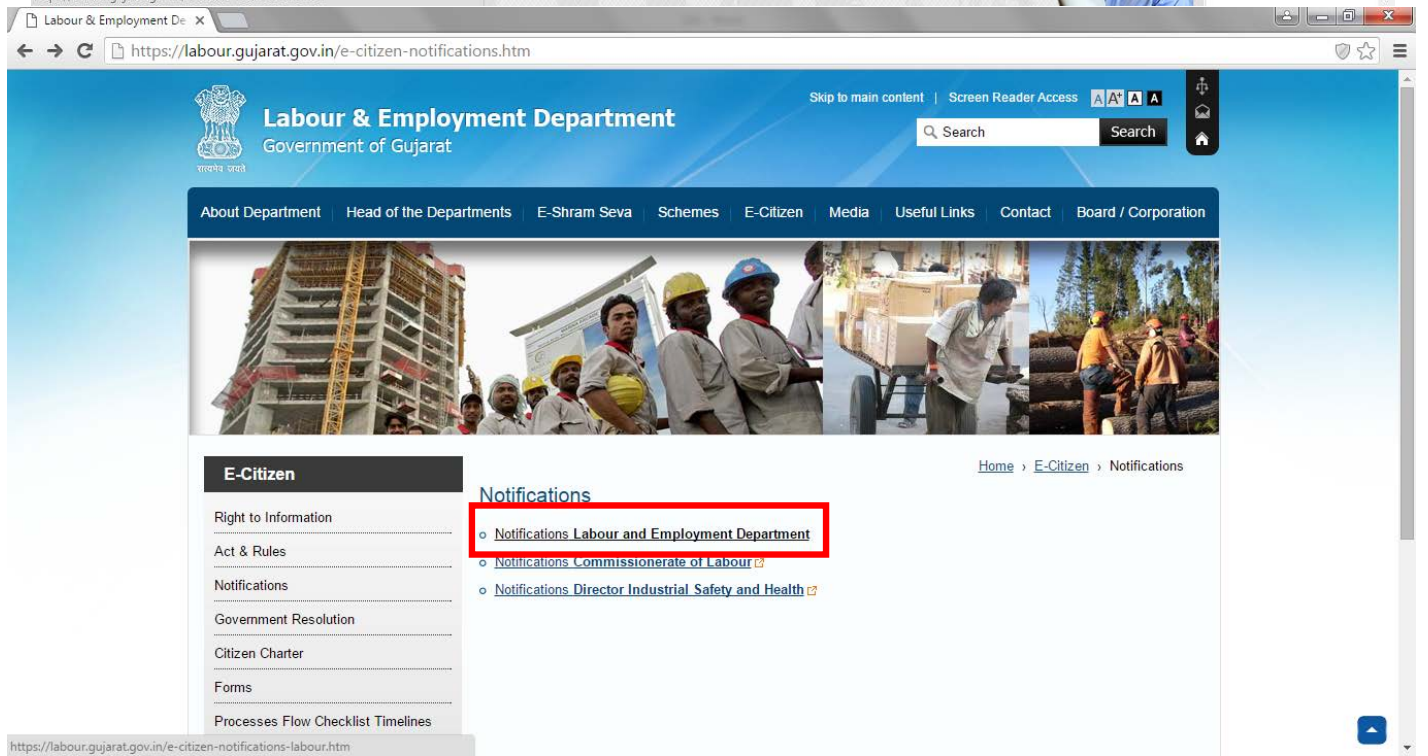 Labour & Employment De
https://labour.gujarat.gov.in/e-citizen-notifications.htm
Skip to main content | Screen Reader Access A A+ A A
Labour & Employment Department
Government of Gujarat
सत्यमेव जयते
Search Search
About Department Head of the Departments E-Shram Seva Schemes E-Citizen Media Useful Links Contact Board / Corporation
Home › E-Citizen › Notifications
E-Citizen
Right to Information
Act & Rules
Notifications
Government Resolution
Citizen Charter
Forms
Processes Flow Checklist Timelines
Notifications
Notifications Labour and Employment Department
Notifications Commissionerate of Labour
Notifications Director Industrial Safety and Health
https://labour.gujarat.gov.in/e-citizen-notifications-labour.htm